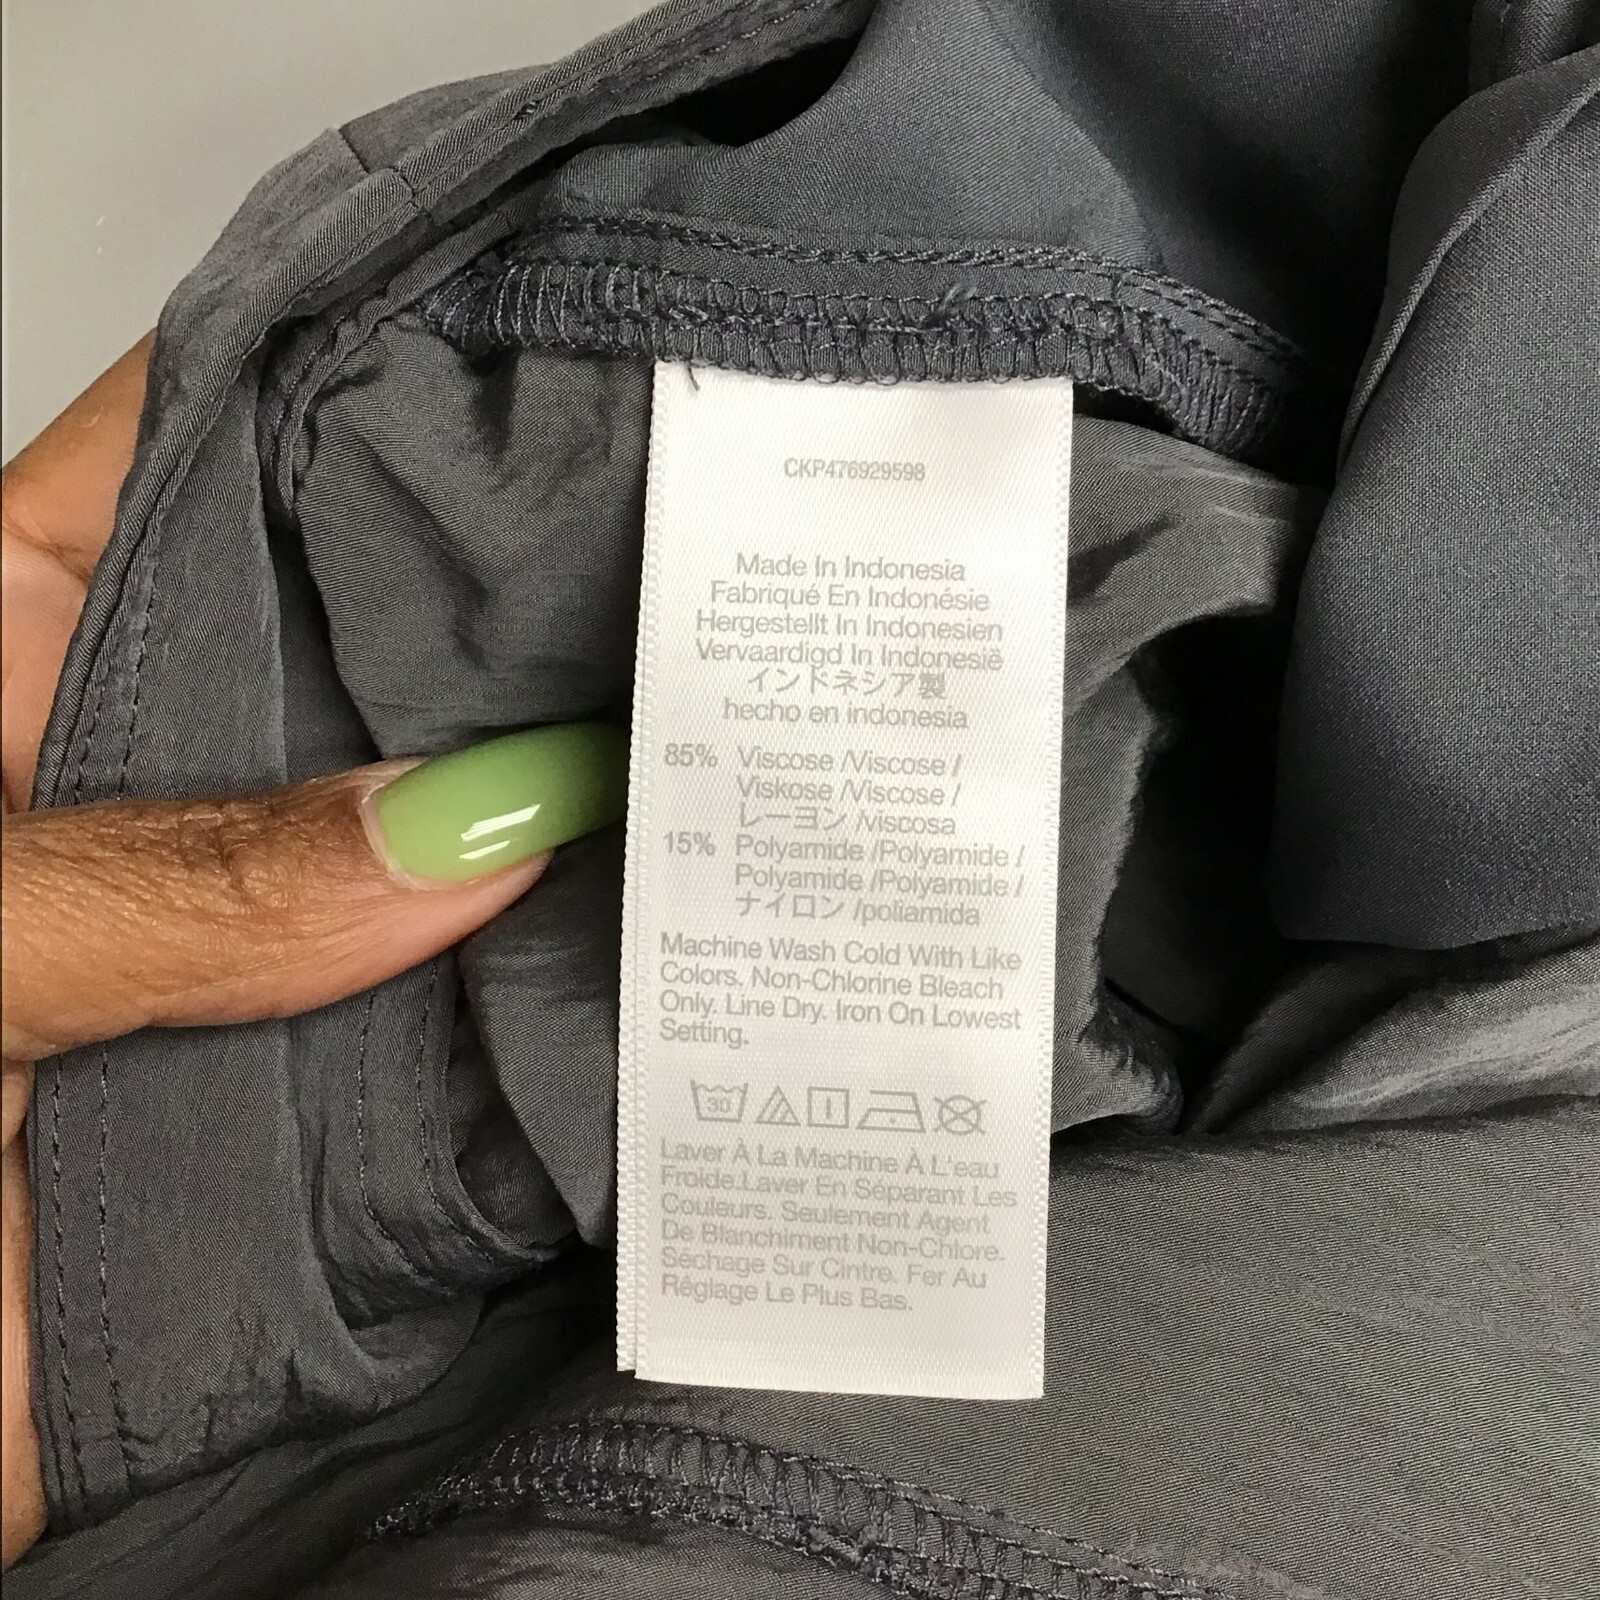 CKP476929598
Made In Indonesia
Fabriqué En Indonésie
Hergestellt In Indonesien
Vervaardigd In Indonesië
インドネシア製
hecho en indonesia
85% Viscose /Viscose /
Viskose /Viscose /
レーヨン /viscosa
15% Polyamide /Polyamide /
Polyamide /Polyamide /
ナイロン /poliamida
Machine Wash Cold With Like
Colors. Non-Chlorine Bleach
Only. Line Dry. Iron On Lowest
Setting.
30
Laver À La Machine À L'eau
Froide.Laver En Séparant Les
Couleurs. Seulement Agent
De Blanchiment Non-Chlore.
Séchage Sur Cintre. Fer Au
Réglage Le Plus Bas.